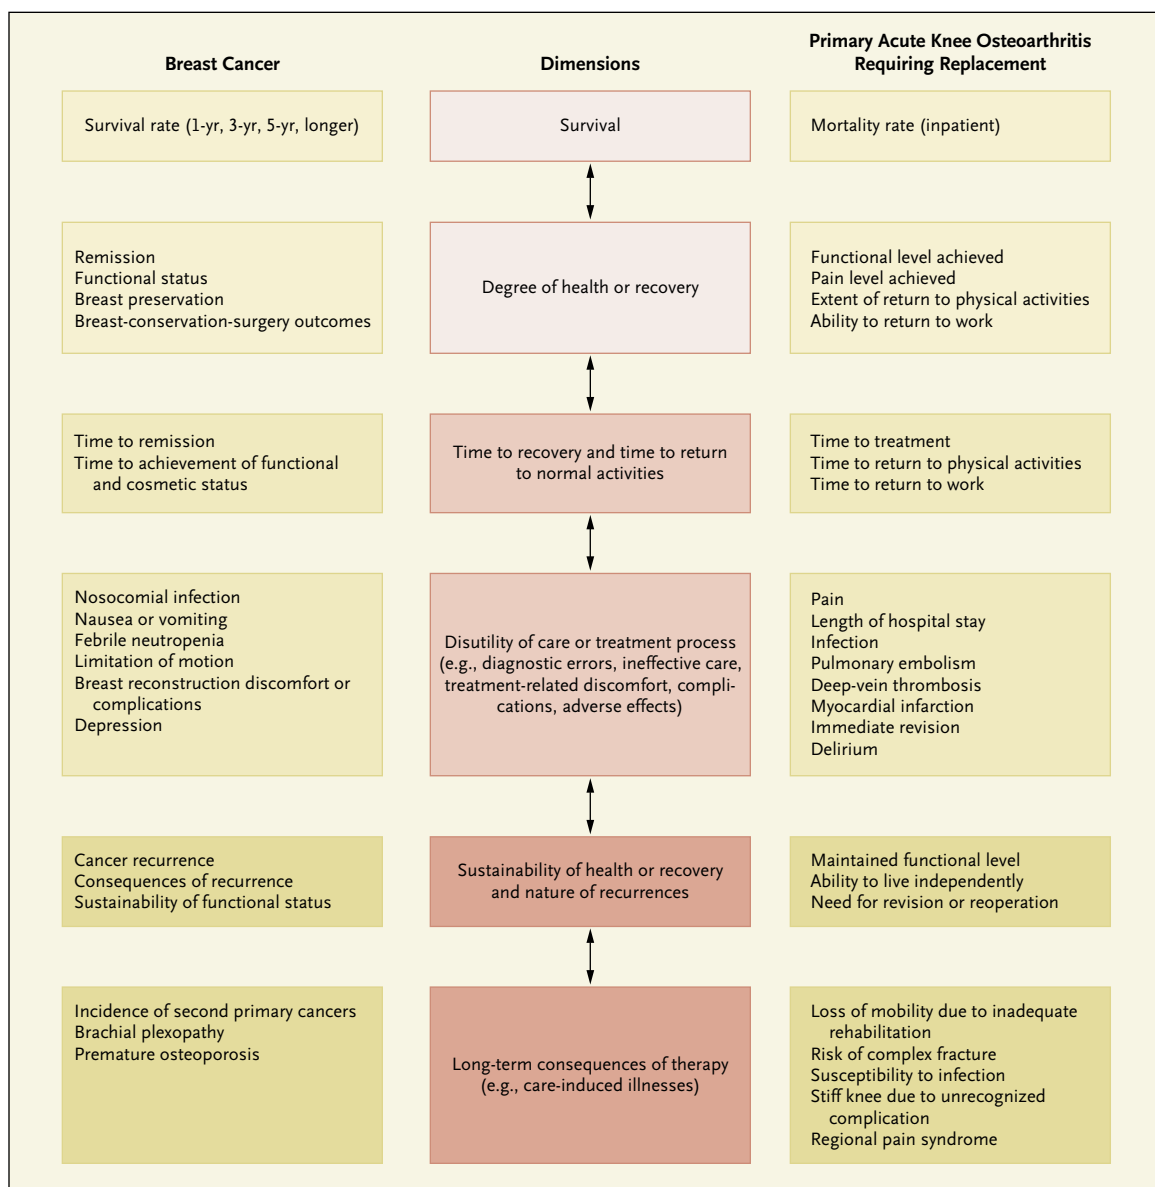 Breast Cancer
Dimensions
Primary Acute Knee Osteoarthritis
Requiring Replacement
Survival rate (1-yr, 3-yr, 5-yr, longer)
Survival
Mortality rate (inpatient)
Remission
Functional status
Breast preservation
Breast-conservation-surgery outcomes
Degree of health or recovery
Functional level achieved
Pain level achieved
Extent of return to physical activities
Ability to return to work
Time to remission
Time to achievement of functional
and cosmetic status
Time to recovery and time to return
to normal activities
Time to treatment
Time to return to physical activities
Time to return to work
Nosocomial infection
Nausea or vomiting
Febrile neutropenia
Limitation of motion
Breast reconstruction discomfort or
complications
Depression
Disutility of care or treatment process
(e.g., diagnostic errors, ineffective care,
treatment-related discomfort, compli-
cations, adverse effects)
Pain
Length of hospital stay
Infection
Pulmonary embolism
Deep-vein thrombosis
Myocardial infarction
Immediate revision
Delirium
Cancer recurrence
Consequences of recurrence
Sustainability of functional status
Sustainability of health or recovery
and nature of recurrences
Maintained functional level
Ability to live independently
Need for revision or reoperation
Incidence of second primary cancers
Brachial plexopathy
Premature osteoporosis
Long-term consequences of therapy
(e.g., care-induced illnesses)
Loss of mobility due to inadequate
rehabilitation
Risk of complex fracture
Susceptibility to infection
Stiff knee due to unrecognized
complication
Regional pain syndrome